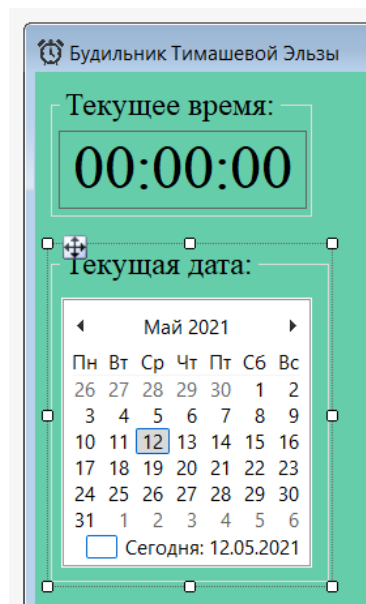 Будильник Тимашевой Эльзы
Текущее время:
00:00:00
Текущая дата:
Май 2021
Пн Вт Ср Чт Пт Сб Вс
26 27 28 29 30 1 2
3 4 5 6 7 8 9
10 11 12 13 14 15 16
17 18 19 20 21 22 23
24 25 26 27 28 29 30
31 1 2 3 4 5 6
Сегодня: 12.05.2021